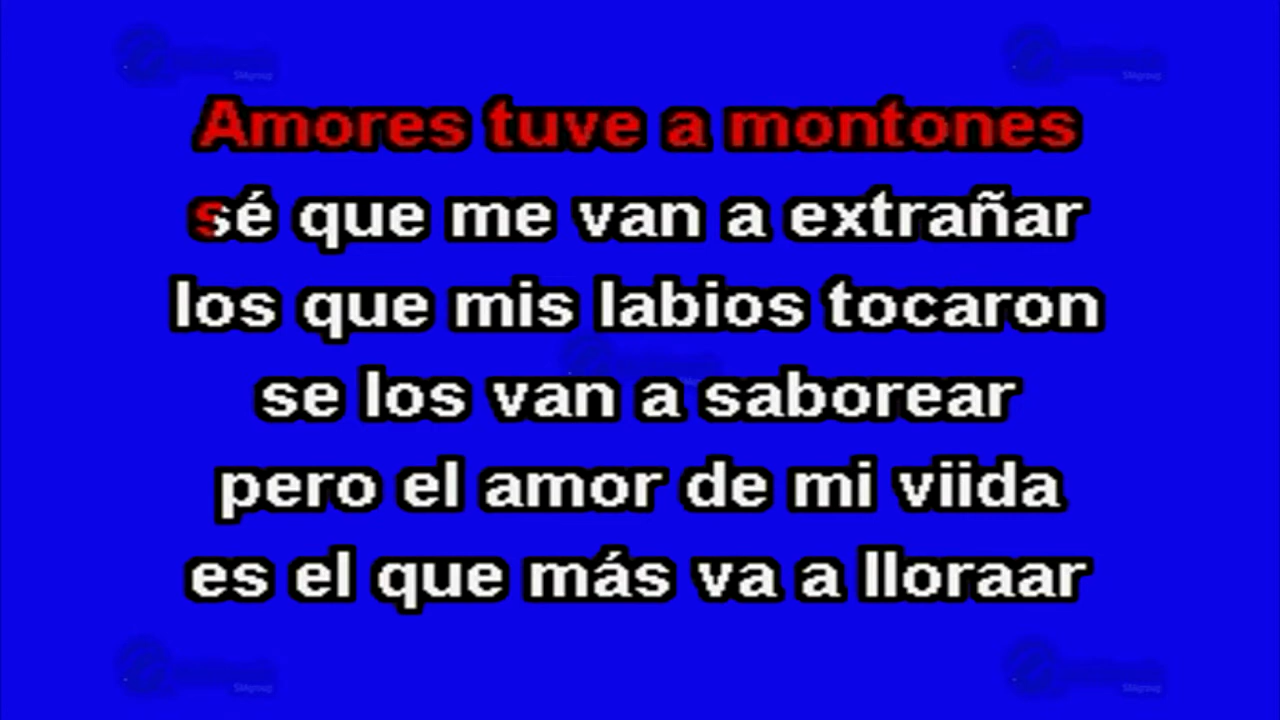 Amores tuve a montones
sé que me van a extrañar
los que mis labios tocaron
se los van a saborear
pero el amor de mi viida
es el que más va a lloraar